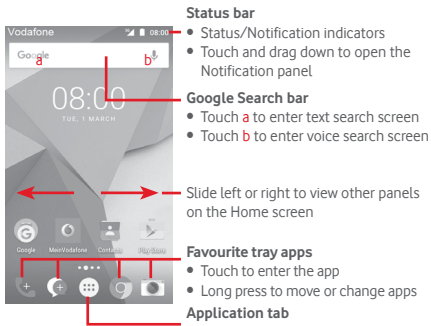 Vodafone
08:00
Google
a
b
08:00
TUE, 1 MARCH
Google
MeinVodafone
Contacts
Play Store
Status bar
• Status/Notification indicators
• Touch and drag down to open the
Notification panel
Google Search bar
• Touch a to enter text search screen
• Touch b to enter voice search screen
Slide left or right to view other panels
on the Home screen
Favourite tray apps
• Touch to enter the app
• Long press to move or change apps
Application tab